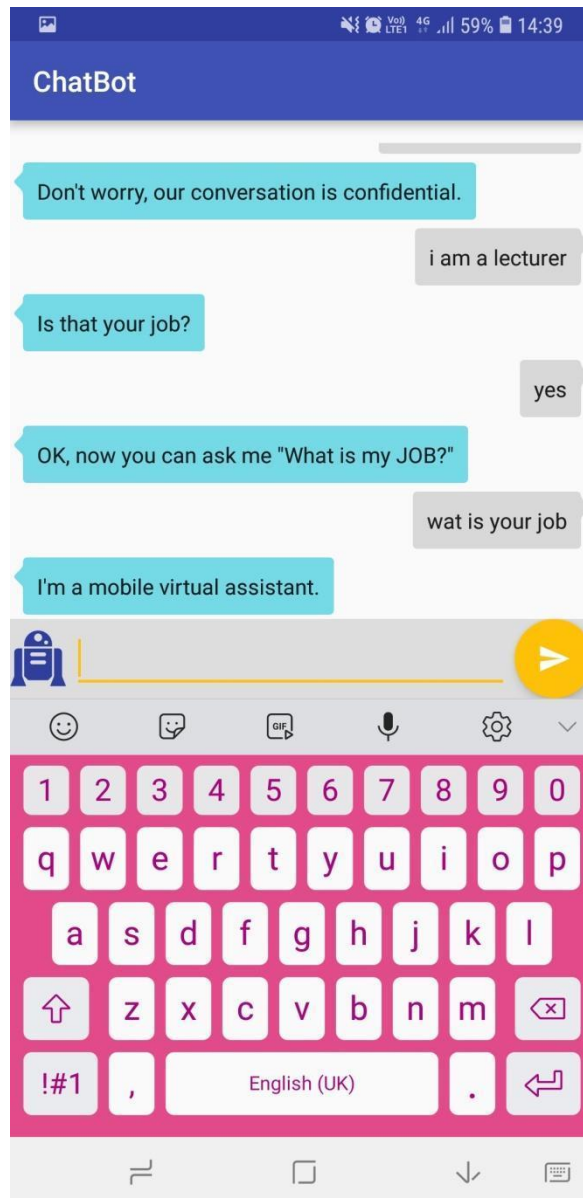 Vo)) LTE1 4G 59% 14:39
ChatBot
Don't worry, our conversation is confidential.
i am a lecturer
Is that your job?
yes
OK, now you can ask me "What is my JOB?"
wat is your job
I'm a mobile virtual assistant.
GIF
1 2 3 4 5 6 7 8 9 0
q w e r t y u i o p
a s d f g h j k l
z x c v b n m
!#1 , English (UK) .